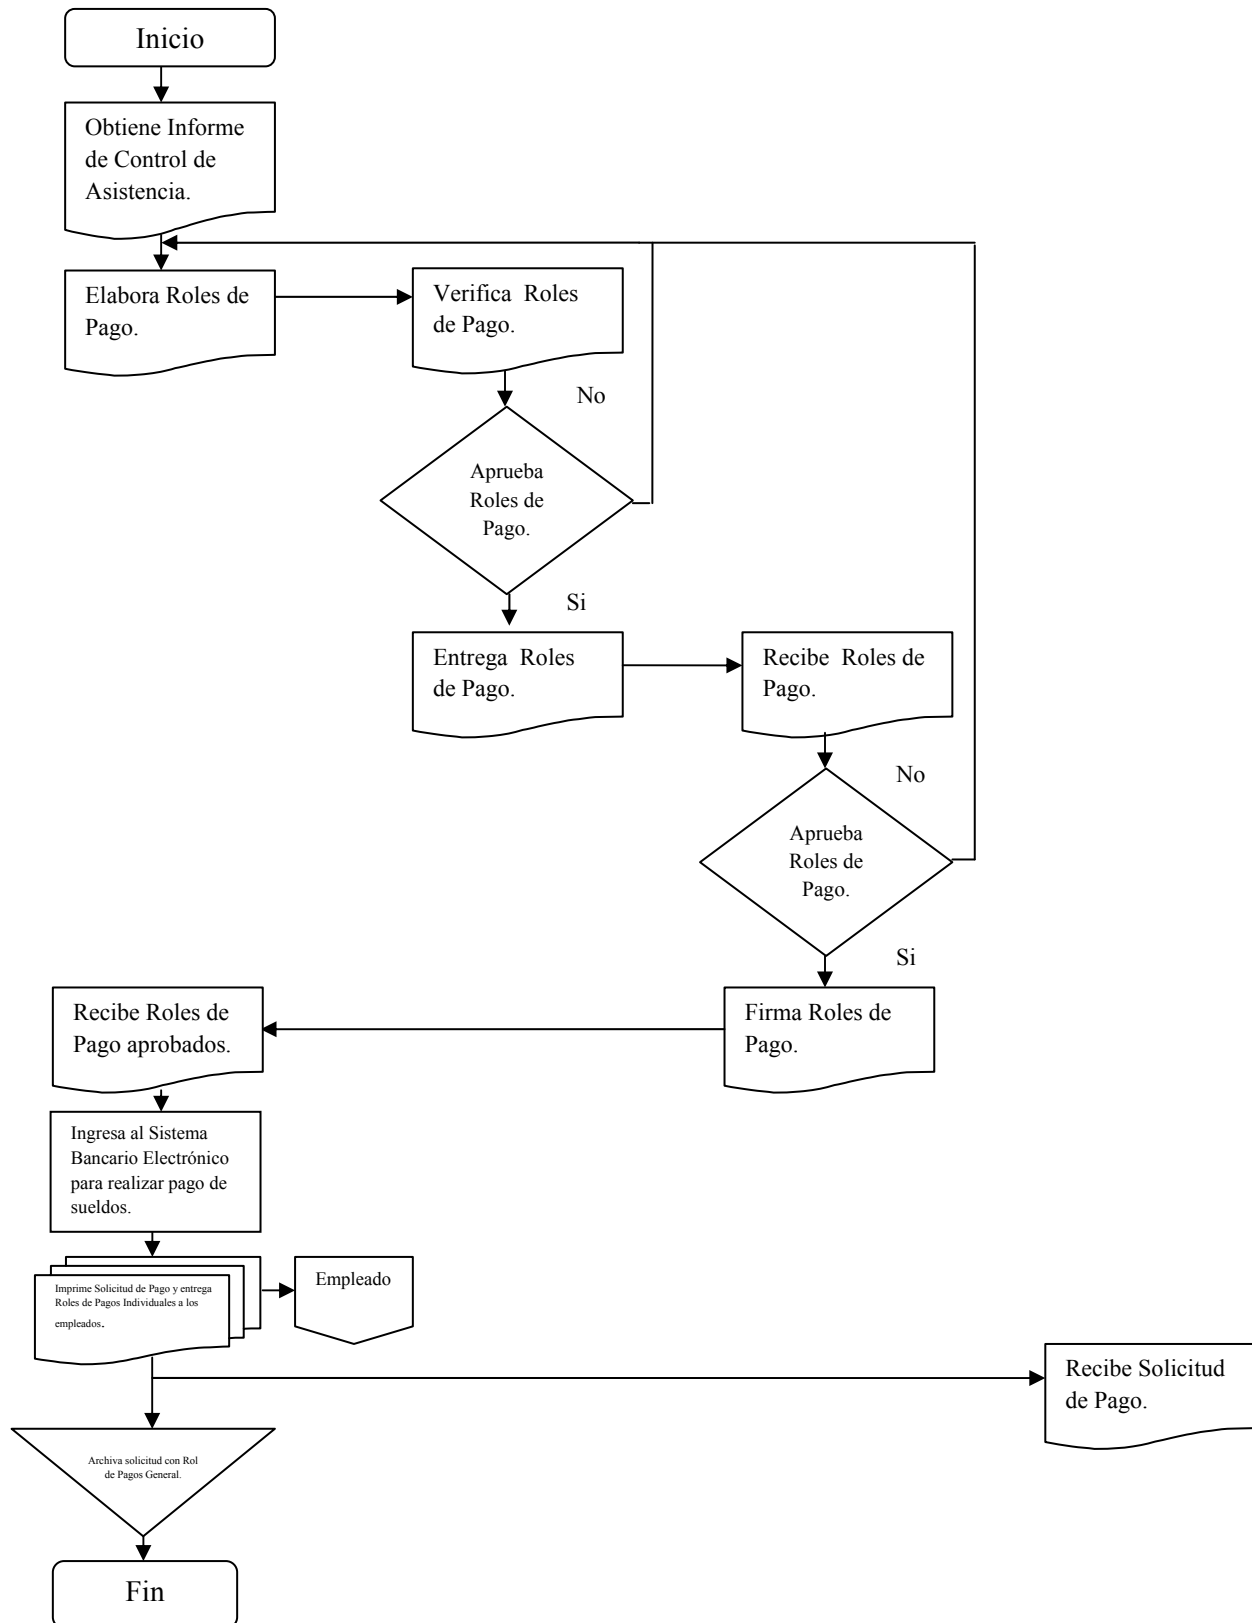 Inicio
Obtiene Informe
de Control de
Asistencia.
Elabora Roles de
Pago.
Verifica Roles
de Pago.
No
Aprueba
Roles de
Pago.
Si
Entrega Roles
de Pago.
Recibe Roles de
Pago.
No
Aprueba
Roles de
Pago.
Si
Firma Roles de
Pago.
Recibe Roles de
Pago aprobados.
Ingresa al Sistema
Bancario Electrónico
para realizar pago de
sueldos.
Imprime Solicitud de Pago y entrega
Roles de Pagos Individuales a los
empleados.
Empleado
Recibe Solicitud
de Pago.
Archiva solicitud con Rol
de Pagos General.
Fin